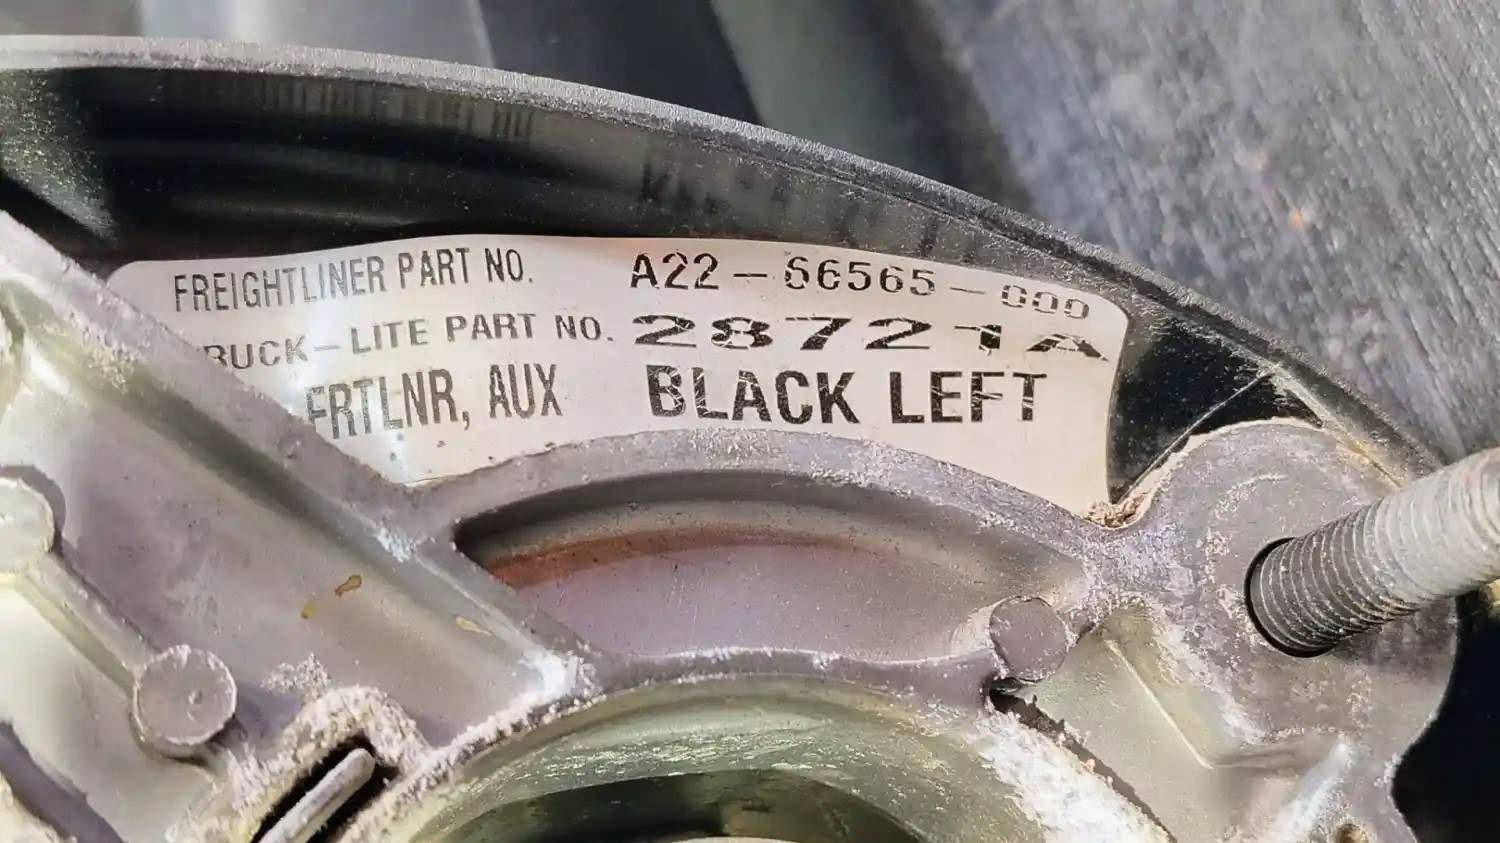 FREIGHTLINER PART NO. A22-66565-000
RUCK-LITE PART NO. 28721A
FRTLNR, AUX BLACK LEFT